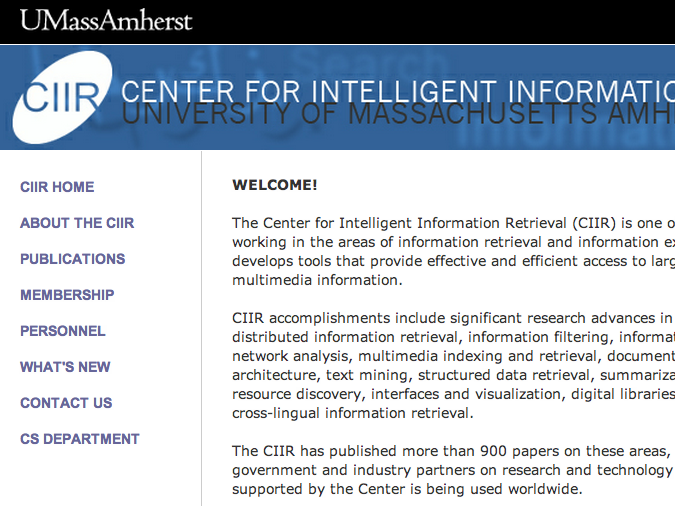 UMassAmherst
Search
CIIR
CENTER FOR INTELLIGENT
UNIVERSITY OF MASSACHUSETTS
CIIR HOME
ABOUT THE CIIR
PUBLICATIONS
MEMBERSHIP
PERSONNEL
WHAT'S NEW
CONTACT US
CS DEPARTMENT
WELCOME!
The Center for Intelligent Information Retrieval (CIIR) is one
working in the areas of information retrieval and information
develops tools that provide effective and efficient access to
multimedia information.
CIIR accomplishments include significant research advances in
distributed information retrieval, information filtering,
network analysis, multimedia indexing and retrieval, document
architecture, text mining, structured data retrieval,
resource discovery, interfaces and visualization, digital libraries
cross-lingual information retrieval.
The CIIR has published more than 900 papers on these areas,
government and industry partners on research and technology
supported by the Center is being used worldwide.